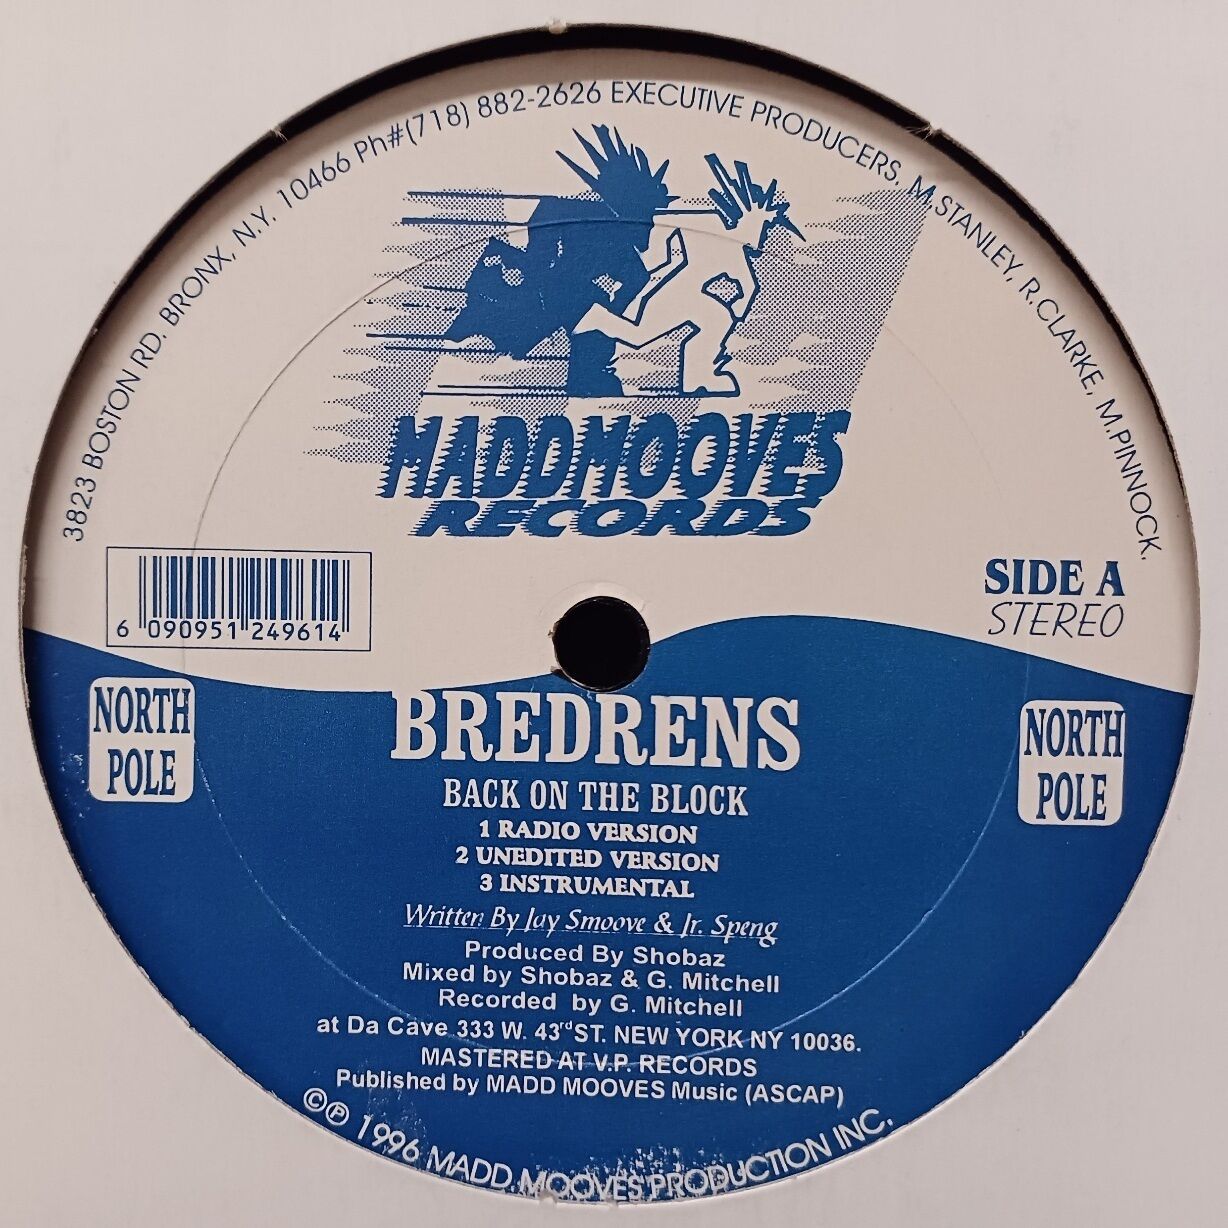 3823 BOSTON RD. BRONX, N.Y. 10466 Ph#(718) 882-2626 EXECUTIVE PRODUCERS. M.STANLEY, R.CLARKE, M.PINNOCK.
MADDMOOVES
RECORDS
6 090951 249614
SIDE A
STEREO
NORTH
POLE
NORTH
POLE
BREDRENS
BACK ON THE BLOCK
1 RADIO VERSION
2 UNEDITED VERSION
3 INSTRUMENTAL
Written By Jay Smoove & Jr. Speng
Produced By Shobaz
Mixed by Shobaz & G. Mitchell
Recorded by G. Mitchell
at Da Cave 333 W. 43rd ST. NEW YORK NY 10036.
MASTERED AT V.P. RECORDS
Published by MADD MOOVES Music (ASCAP)
©℗ 1996 MADD MOOVES PRODUCTION INC.